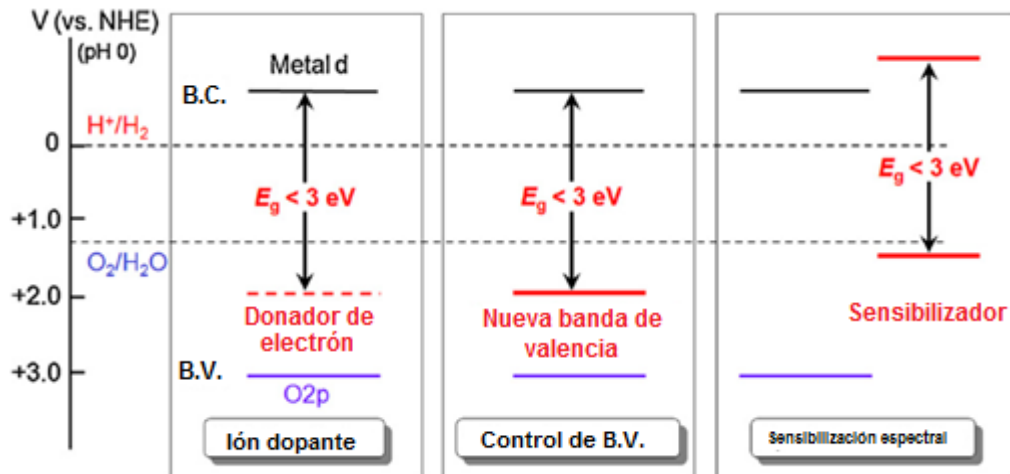 V (vs. NHE)
(pH 0)
H⁺/H₂
0
+1.0
O₂/H₂O
+2.0
+3.0
Metal d
B.C.
E_g < 3 eV
Donador de
electrón
B.V.
O2p
Ión dopante
E_g < 3 eV
Nueva banda de
valencia
Control de B.V.
E_g < 3 eV
Sensibilizador
Sensibilización espectral